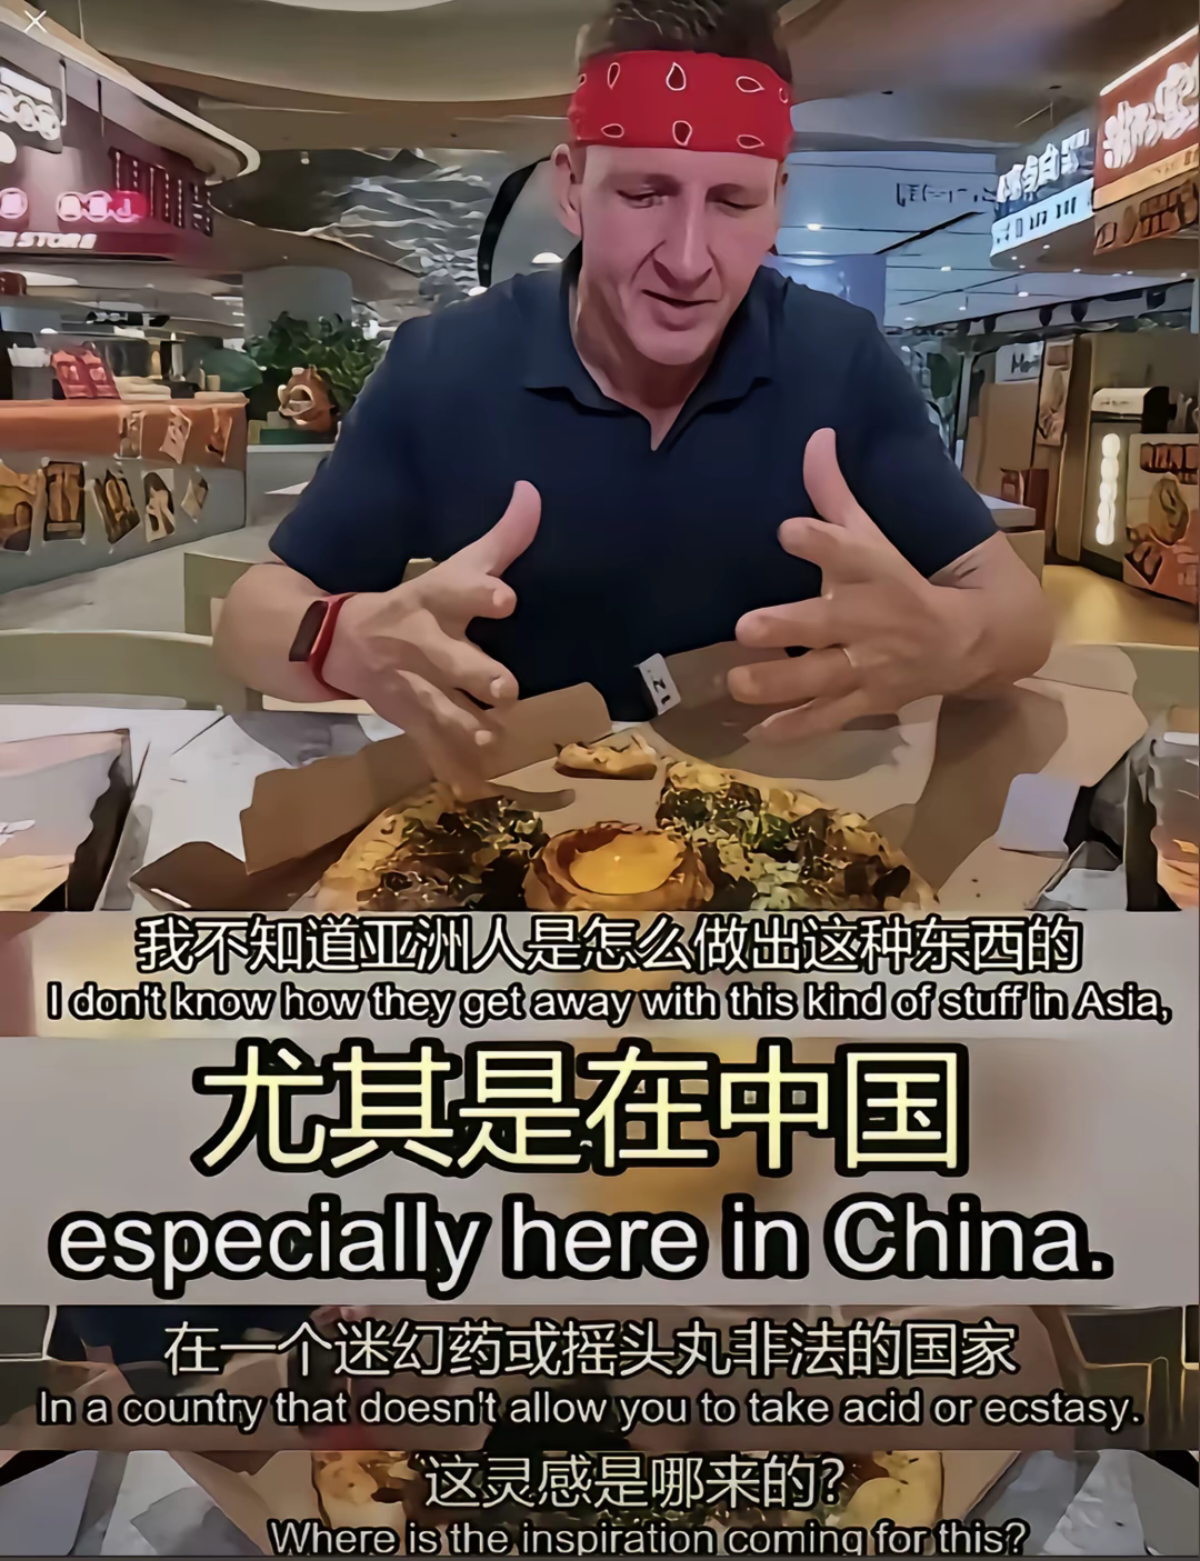 E STORE
12
我不知道亚洲人是怎么做出这种东西的
I don't know how they get away with this kind of stuff in Asia,
尤其是在中国
especially here in China.
在一个迷幻药或摇头丸非法的国家
In a country that doesn't allow you to take acid or ecstasy.
这灵感是哪来的?
Where is the inspiration coming for this?